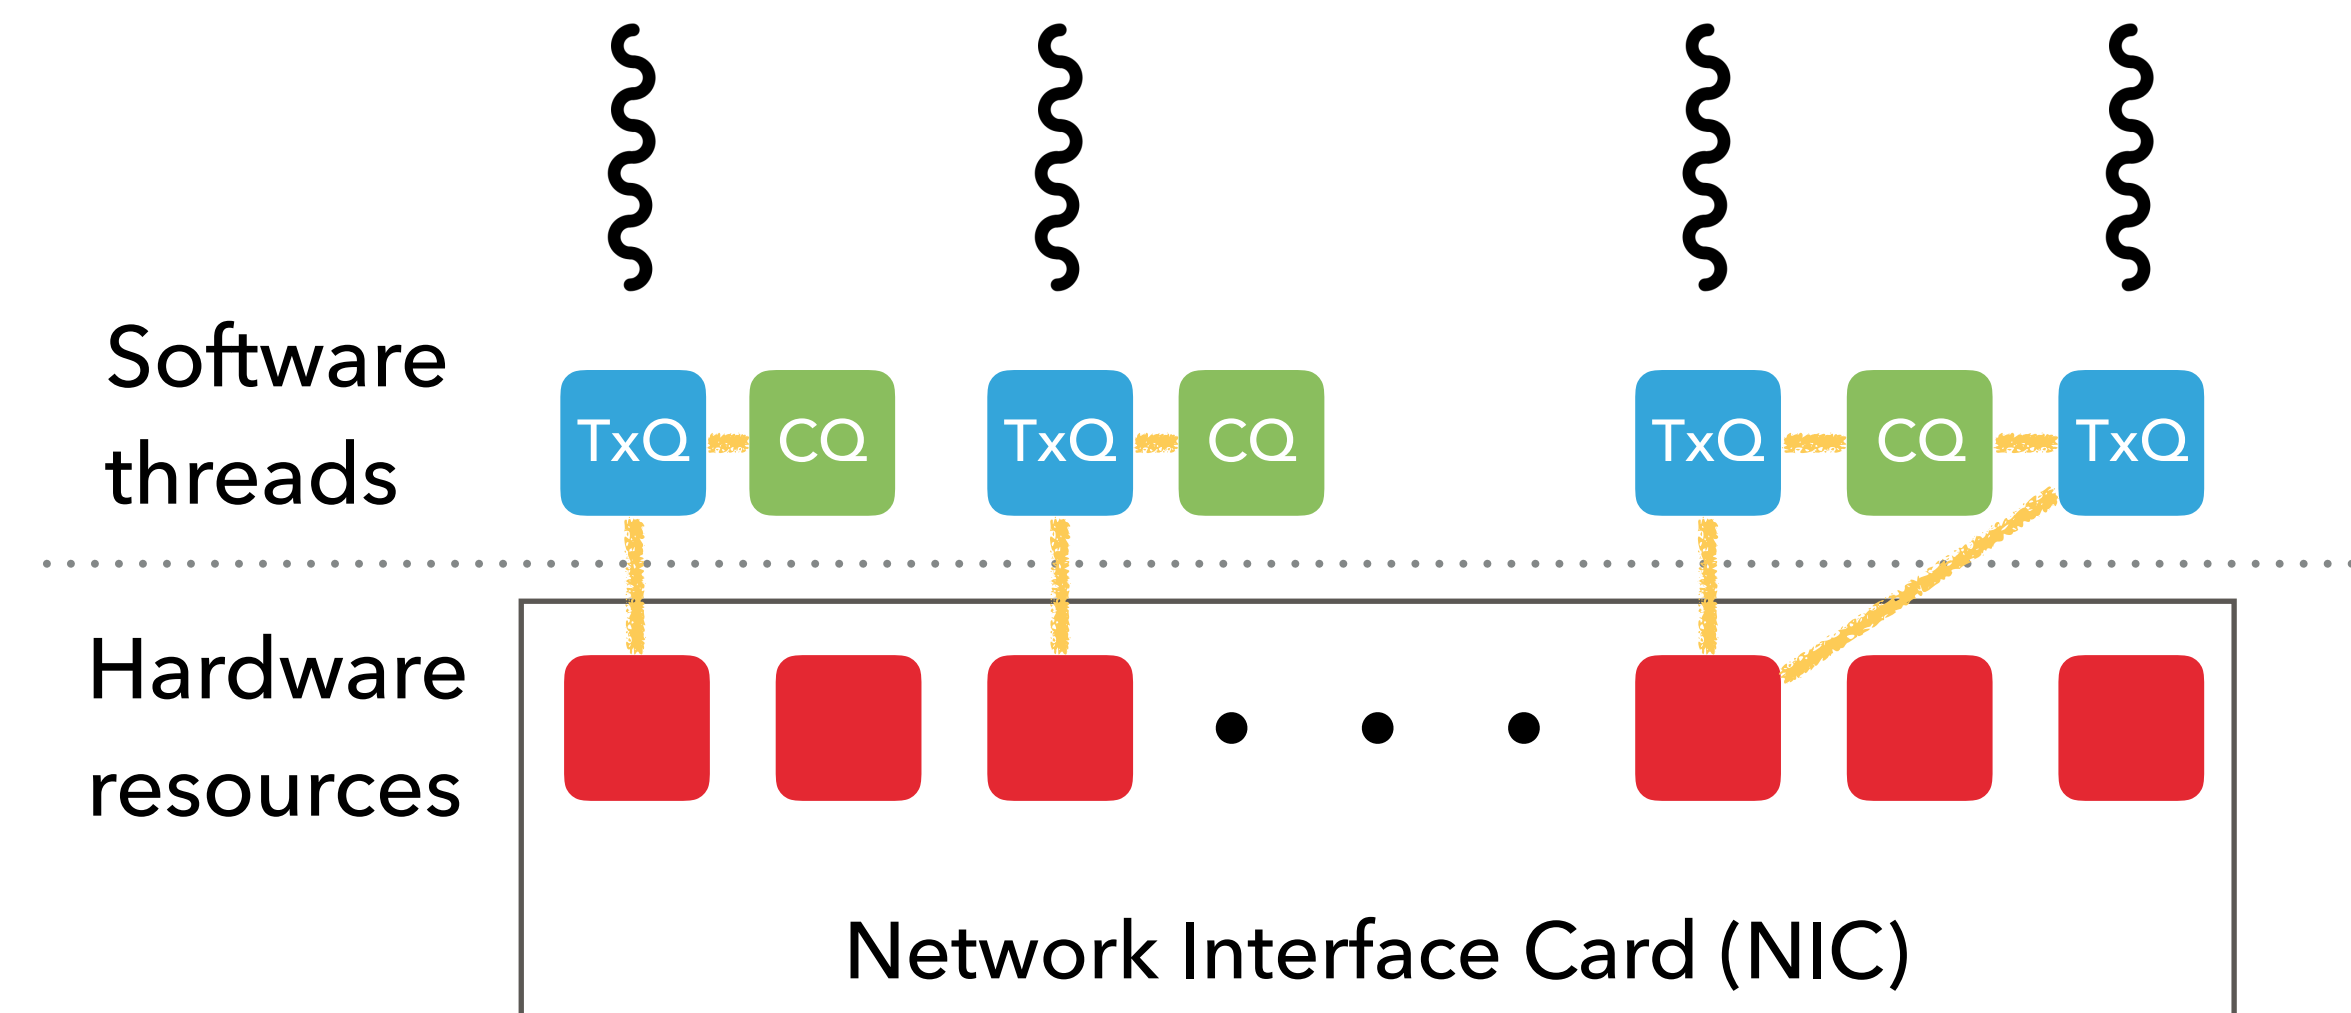 Software
threads
TxQ CQ TxQ CQ TxQ CQ TxQ
Hardware
resources
Network Interface Card (NIC)